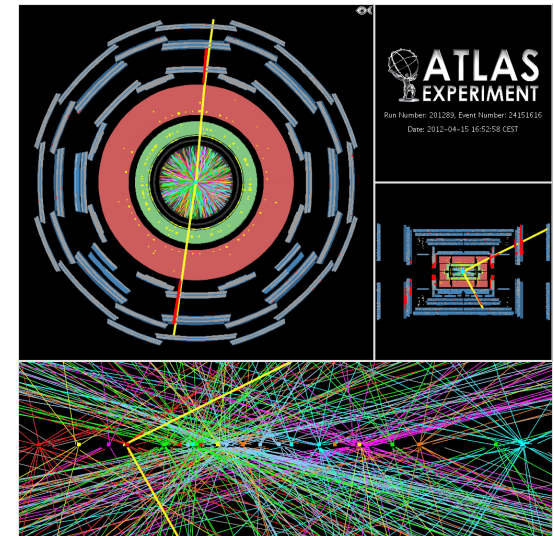 ATLAS
EXPERIMENT
Run Number: 201289, Event Number: 24151616
Date: 2012-04-15 16:52:58 CEST